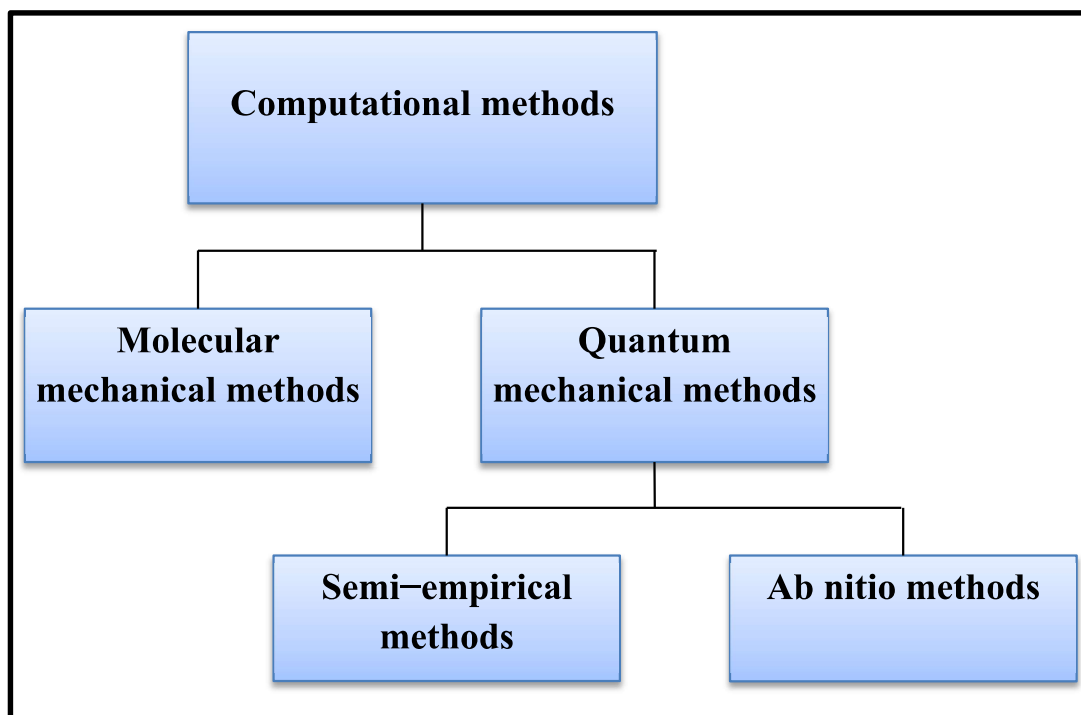 Computational methods
Molecular
mechanical methods
Quantum
mechanical methods
Semi−empirical
methods
Ab nitio methods